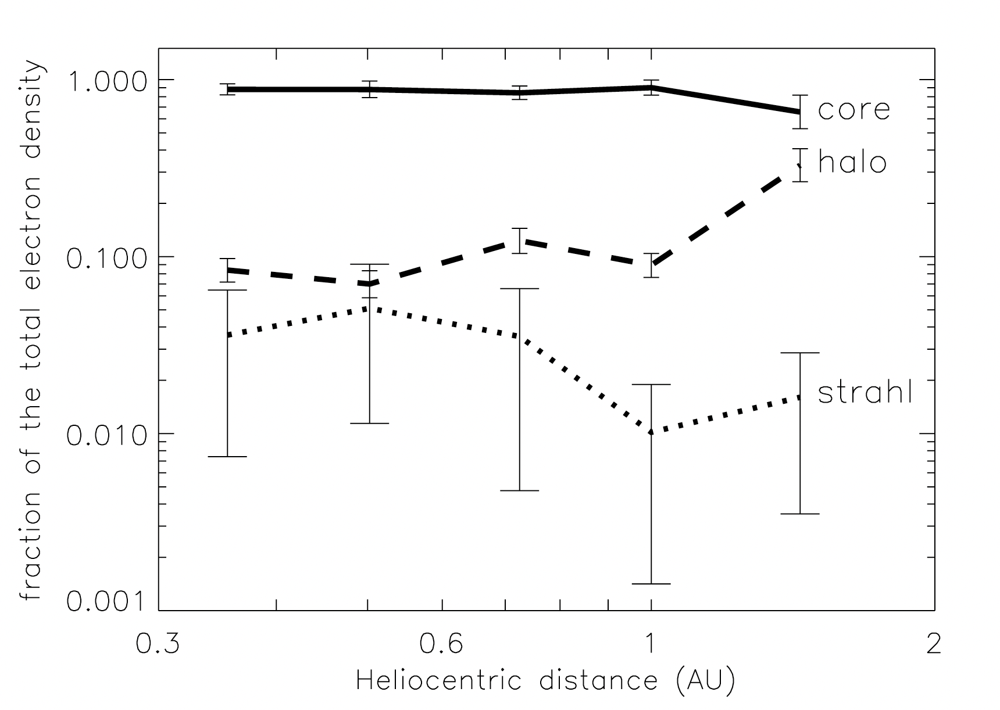 fraction of the total electron density
1.000
0.100
0.010
0.001
core
halo
strahl
0.3 0.6 1 2
Heliocentric distance (AU)